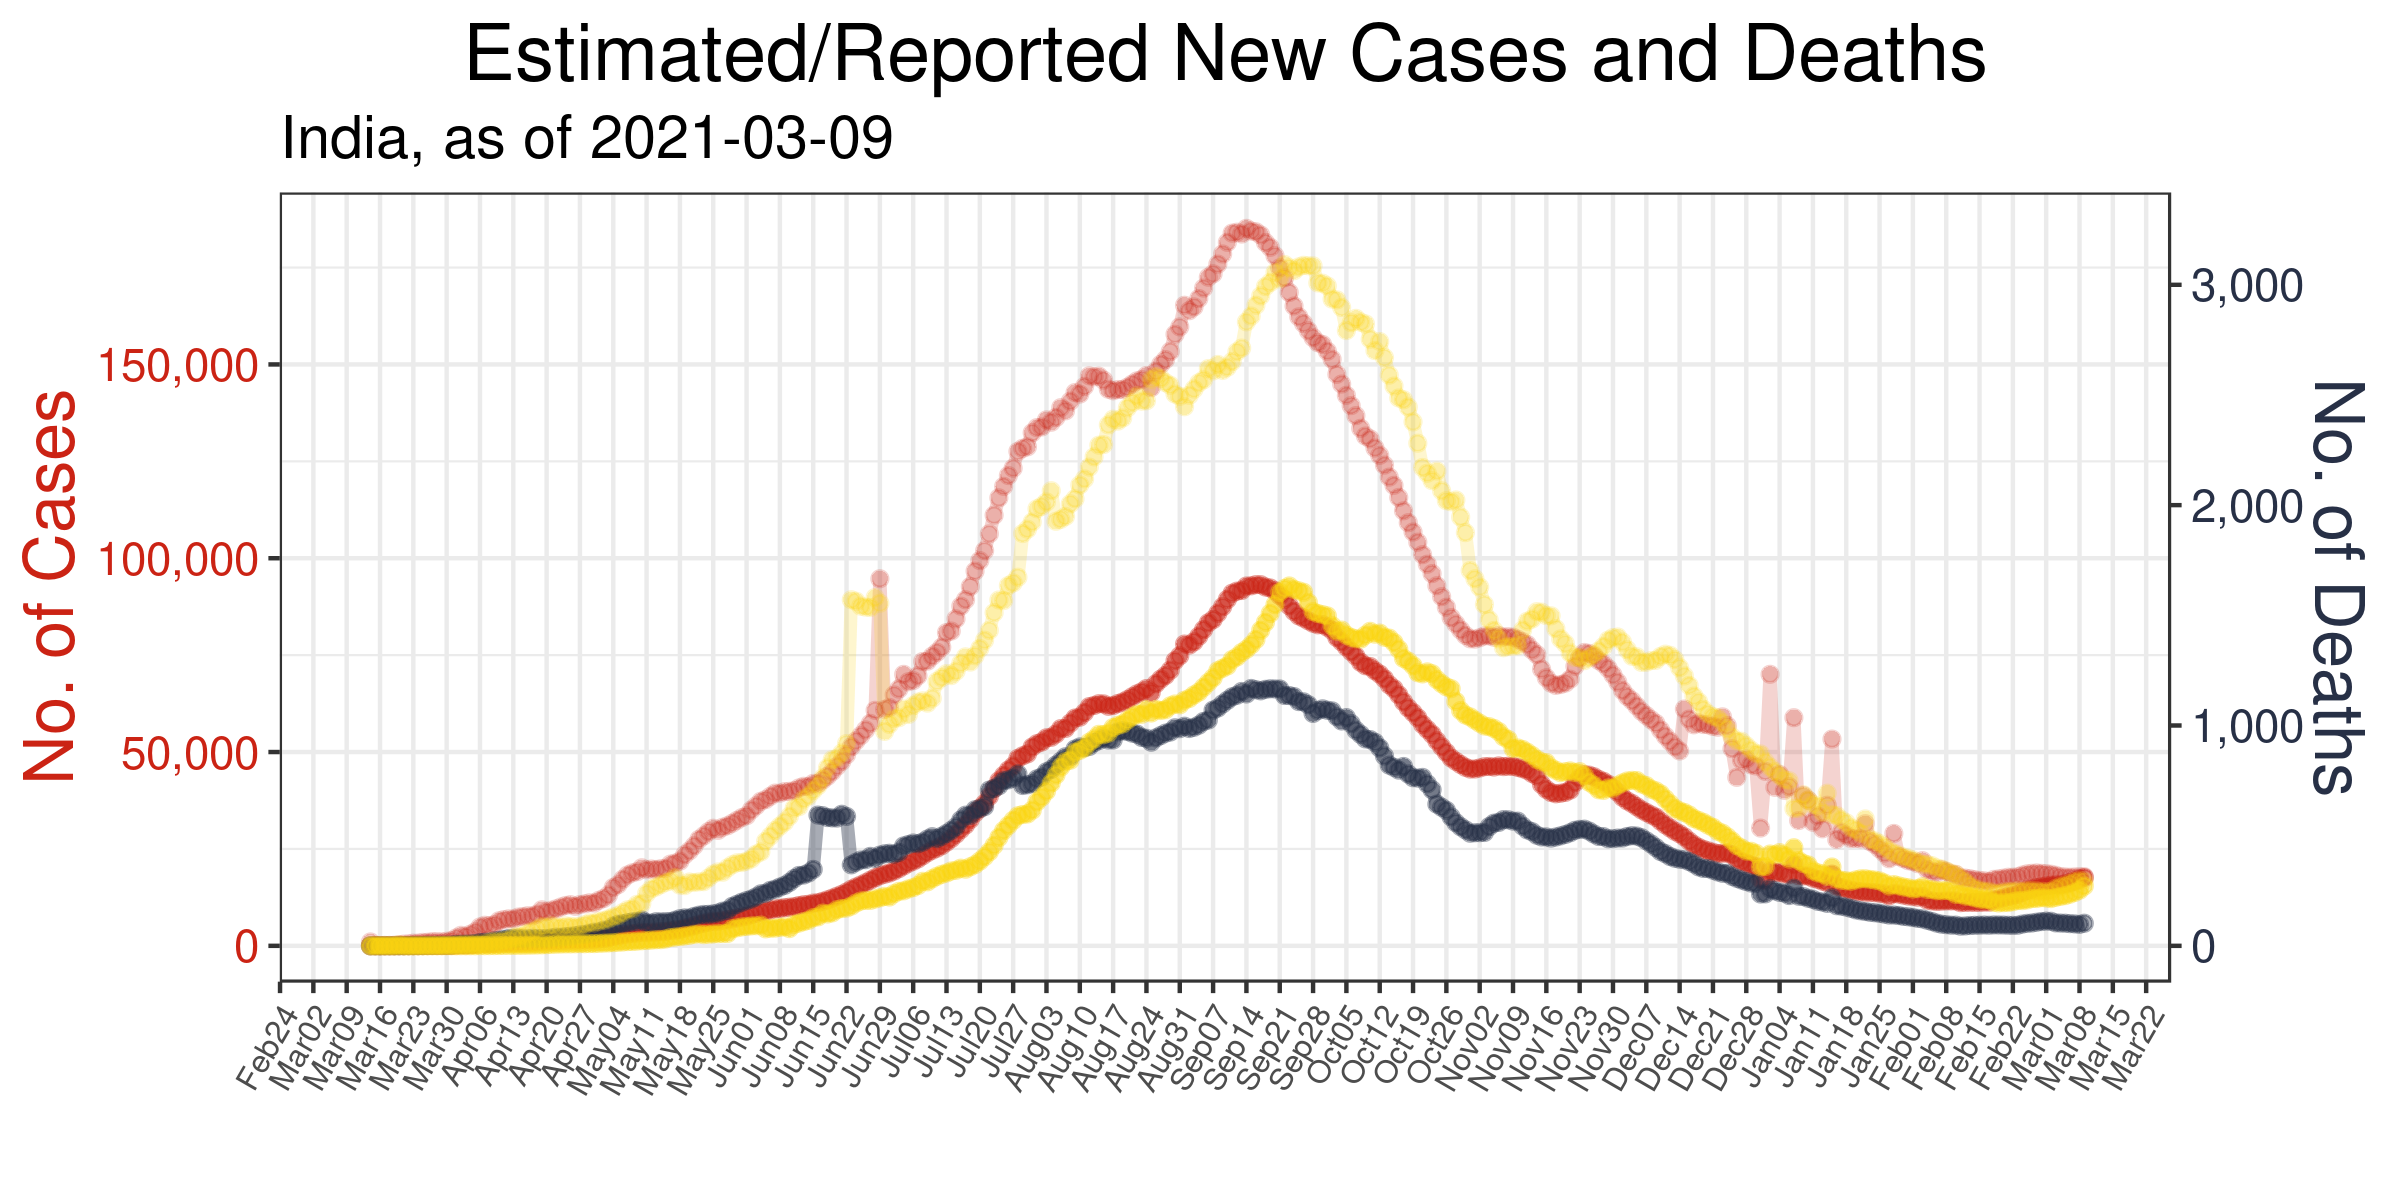 Estimated/Reported New Cases and Deaths
India, as of 2021-03-09
No. of Cases
150,000
100,000
50,000
0
3,000
2,000
1,000
0
No. of Deaths
Feb24
Mar02
Mar09
Mar16
Mar23
Mar30
Apr06
Apr13
Apr20
Apr27
May04
May11
May18
May25
Jun01
Jun08
Jun15
Jun22
Jun29
Jul06
Jul13
Jul20
Jul27
Aug03
Aug10
Aug17
Aug24
Aug31
Sep07
Sep14
Sep21
Sep28
Oct05
Oct12
Oct19
Oct26
Nov02
Nov09
Nov16
Nov23
Nov30
Dec07
Dec14
Dec21
Dec28
Jan04
Jan11
Jan18
Jan25
Feb01
Feb08
Feb15
Feb22
Mar01
Mar08
Mar15
Mar22